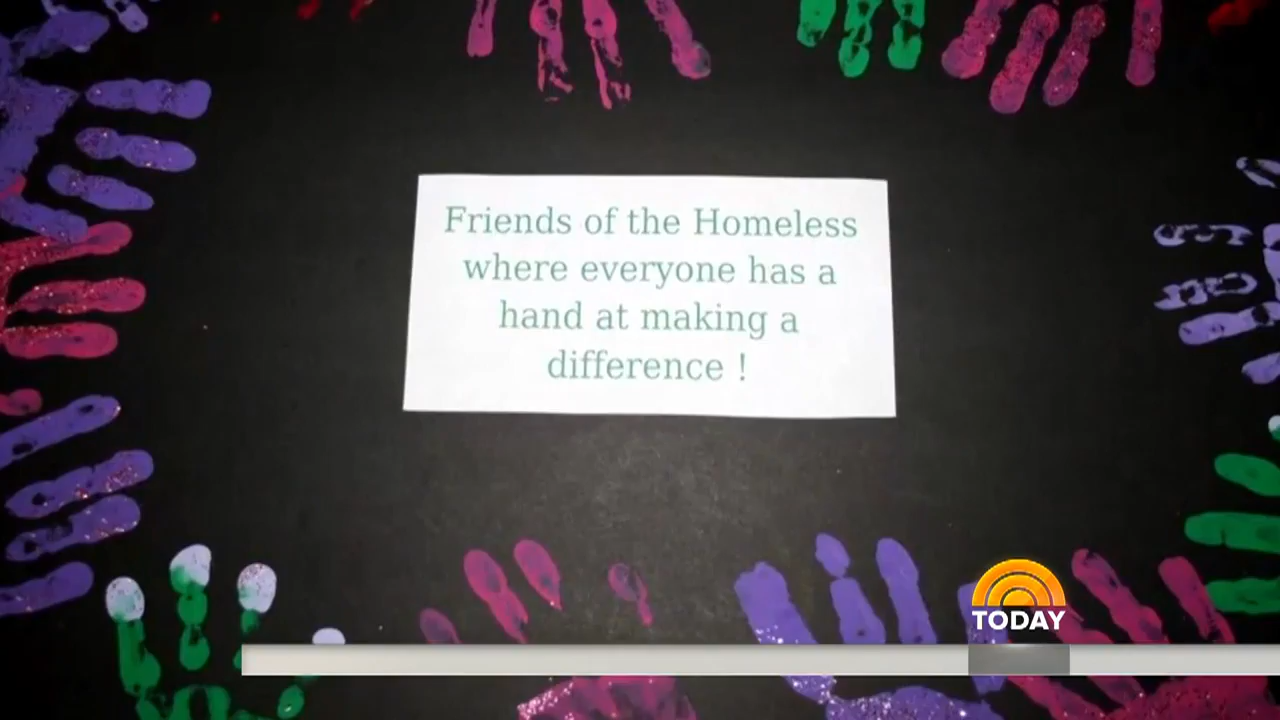 Friends of the Homeless
where everyone has a
hand at making a
difference !
TODAY